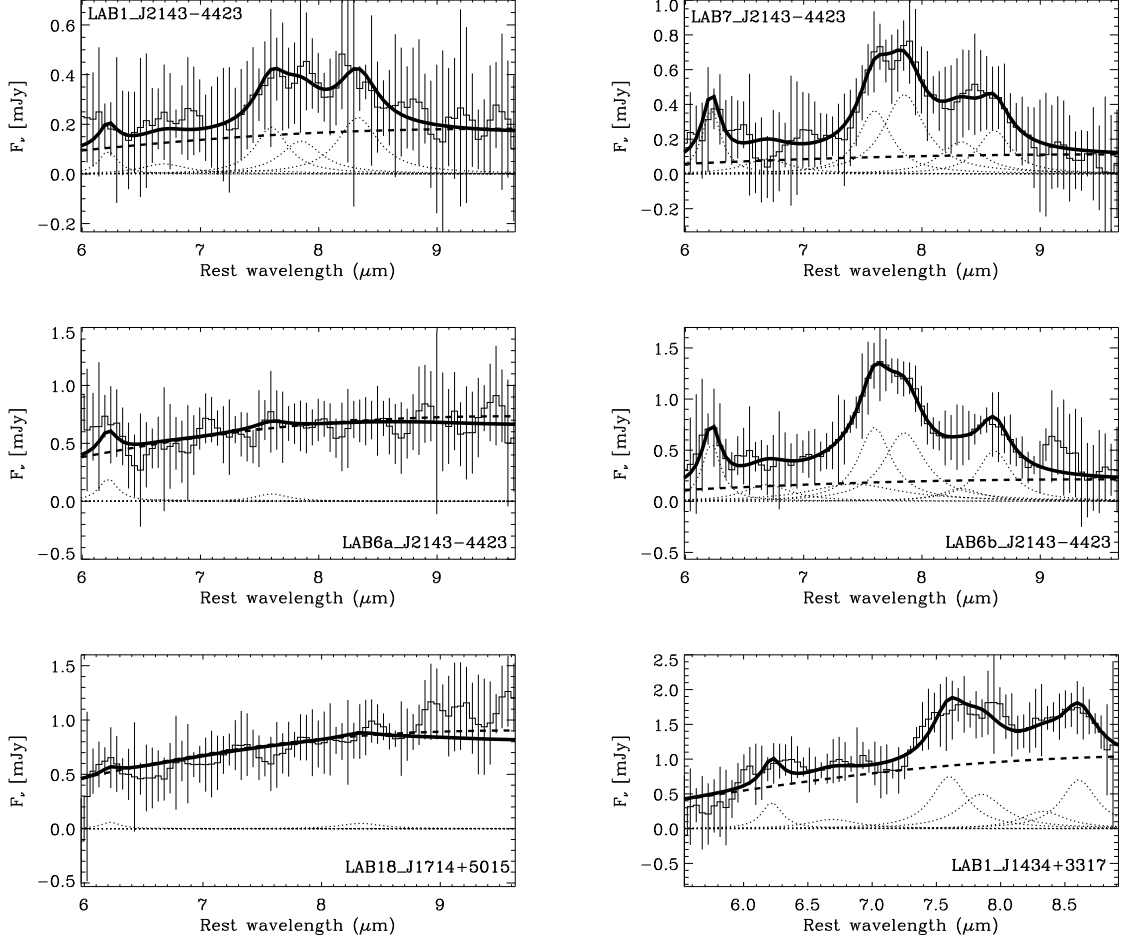 LAB1_J2143−4423
0.6
0.4
0.2
0.0
−0.2
Fν [mJy]
6 7 8 9
Rest wavelength (μm)
LAB7_J2143−4423
1.0
0.8
0.6
0.4
0.2
0.0
−0.2
Fν [mJy]
6 7 8 9
Rest wavelength (μm)
1.5
1.0
0.5
0.0
−0.5
Fν [mJy]
LAB6a_J2143−4423
6 7 8 9
Rest wavelength (μm)
1.5
1.0
0.5
0.0
−0.5
Fν [mJy]
LAB6b_J2143−4423
6 7 8 9
Rest wavelength (μm)
1.5
1.0
0.5
0.0
−0.5
Fν [mJy]
LAB18_J1714+5015
6 7 8 9
Rest wavelength (μm)
2.5
2.0
1.5
1.0
0.5
0.0
−0.5
Fν [mJy]
LAB1_J1434+3317
6.0 6.5 7.0 7.5 8.0 8.5
Rest wavelength (μm)